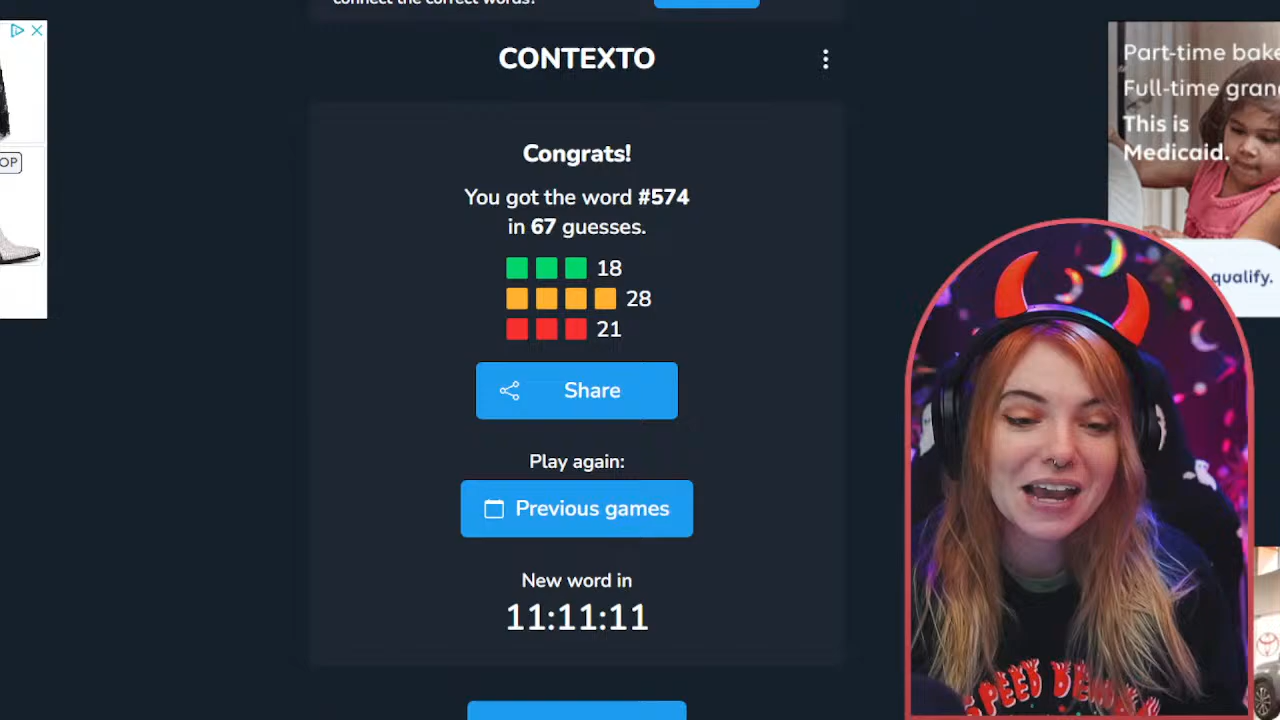 connect the correct words?
CONTEXTO
Congrats!
You got the word #574
in 67 guesses.
18
28
21
Share
Play again:
Previous games
New word in
11:11:11
OP
Part-time bake
Full-time gran
This is
Medicaid.
qualify.
SPEED DEMON